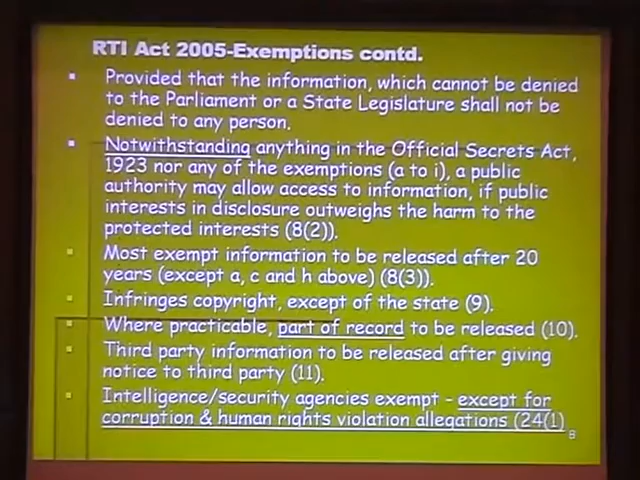 RTI Act 2005-Exemptions contd.
Provided that the information, which cannot be denied
to the Parliament or a State Legislature shall not be
denied to any person.
Notwithstanding anything in the Official Secrets Act,
1923 nor any of the exemptions (a to i), a public
authority may allow access to information, if public
interests in disclosure outweighs the harm to the
protected interests (8(2)).
Most exempt information to be released after 20
years (except a, c and h above) (8(3)).
Infringes copyright, except of the state (9).
Where practicable, part of record to be released (10).
Third party information to be released after giving
notice to third party (11).
Intelligence/security agencies exempt - except for
corruption & human rights violation allegations (24(1)
8